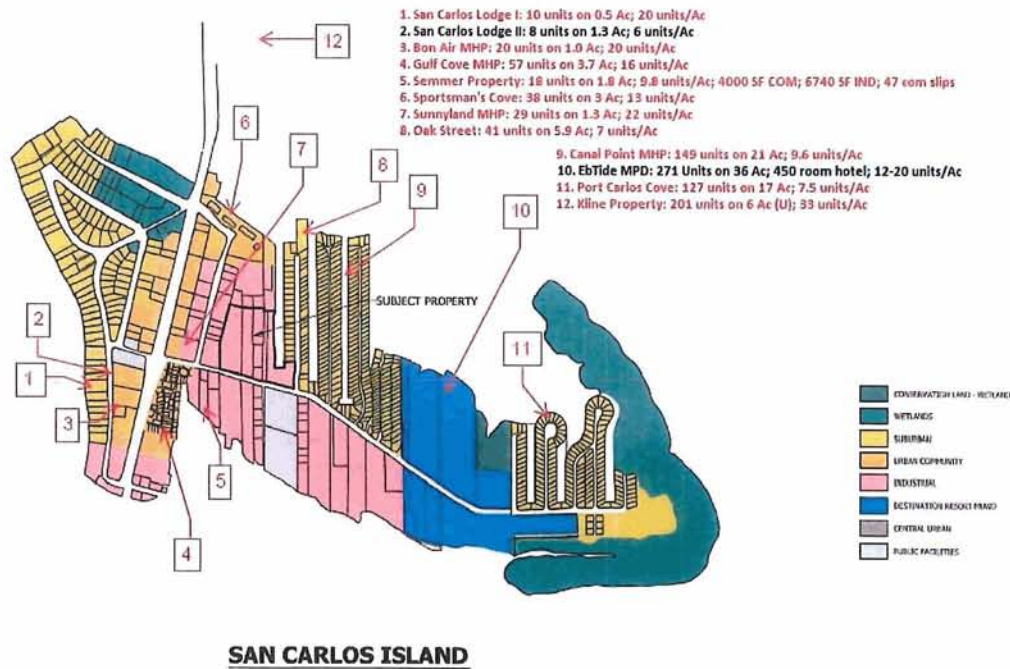 1. San Carlos Lodge I: 10 units on 0.5 Ac; 20 units/Ac
2. San Carlos Lodge II: 8 units on 1.3 Ac; 6 units/Ac
3. Bon Air MHP: 20 units on 1.0 Ac; 20 units/Ac
4. Gulf Cove MHP: 57 units on 3.7 Ac; 16 units/Ac
5. Semmer Property: 18 units on 1.8 Ac; 9.8 units/Ac; 4000 SF COM; 6740 SF IND; 47 com slips
6. Sportsman's Cove: 38 units on 3 Ac; 13 units/Ac
7. Sunnyland MHP: 29 units on 1.3 Ac; 22 units/Ac
8. Oak Street: 41 units on 5.9 Ac; 7 units/Ac
9. Canal Point MHP: 149 units on 21 Ac; 9.6 units/Ac
10. EbTide MPD: 271 Units on 36 Ac; 450 room hotel; 12-20 units/Ac
11. Port Carlos Cove: 127 units on 17 Ac; 7.5 units/Ac
12. Kline Property: 201 units on 6 Ac (U); 33 units/Ac
12
6
7
8
9
10
SUBJECT PROPERTY
2
11
1
3
5
4
CONSERVATION LAND - WETLAND
WETLANDS
SUBURBAN
URBAN COMMUNITY
INDUSTRIAL
DESTINATION RESORT
CENTRAL URBAN
PUBLIC FACILITIES
SAN CARLOS ISLAND